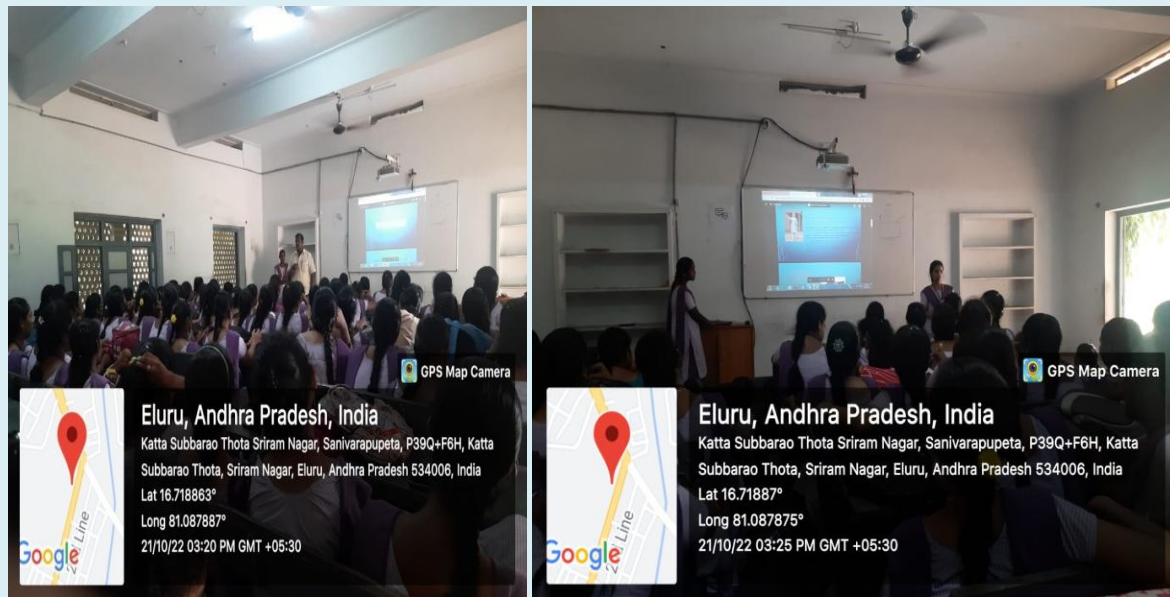 GPS Map Camera
Eluru, Andhra Pradesh, India
Katta Subbarao Thota Sriram Nagar, Sanivarapupeta, P39Q+F6H, Katta
Subbarao Thota, Sriram Nagar, Eluru, Andhra Pradesh 534006, India
Lat 16.718863°
Long 81.087887°
21/10/22 03:20 PM GMT +05:30
Google
Line
GPS Map Camera
Eluru, Andhra Pradesh, India
Katta Subbarao Thota Sriram Nagar, Sanivarapupeta, P39Q+F6H, Katta
Subbarao Thota, Sriram Nagar, Eluru, Andhra Pradesh 534006, India
Lat 16.71887°
Long 81.087875°
21/10/22 03:25 PM GMT +05:30
Google
Line